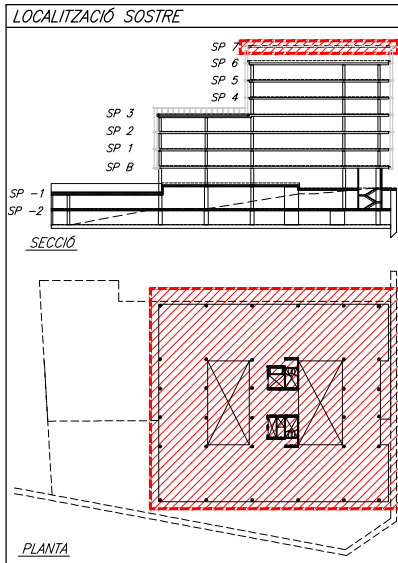 LOCALITZACIÓ SOSTRE
SP 7
SP 6
SP 5
SP 4
SP 3
SP 2
SP 1
SP B
SP -1
SP -2
SECCIÓ
PLANTA